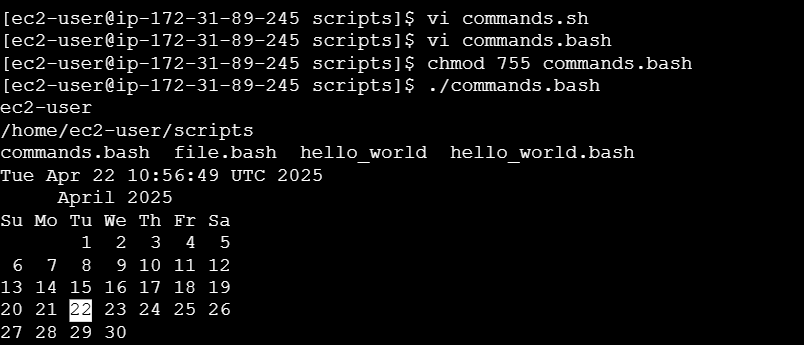 [ec2-user@ip-172-31-89-245 scripts]$ vi commands.sh
[ec2-user@ip-172-31-89-245 scripts]$ vi commands.bash
[ec2-user@ip-172-31-89-245 scripts]$ chmod 755 commands.bash
[ec2-user@ip-172-31-89-245 scripts]$ ./commands.bash
ec2-user
/home/ec2-user/scripts
commands.bash  file.bash  hello_world  hello_world.bash
Tue Apr 22 10:56:49 UTC 2025
     April 2025
Su Mo Tu We Th Fr Sa
       1  2  3  4  5
 6  7  8  9 10 11 12
13 14 15 16 17 18 19
20 21 22 23 24 25 26
27 28 29 30